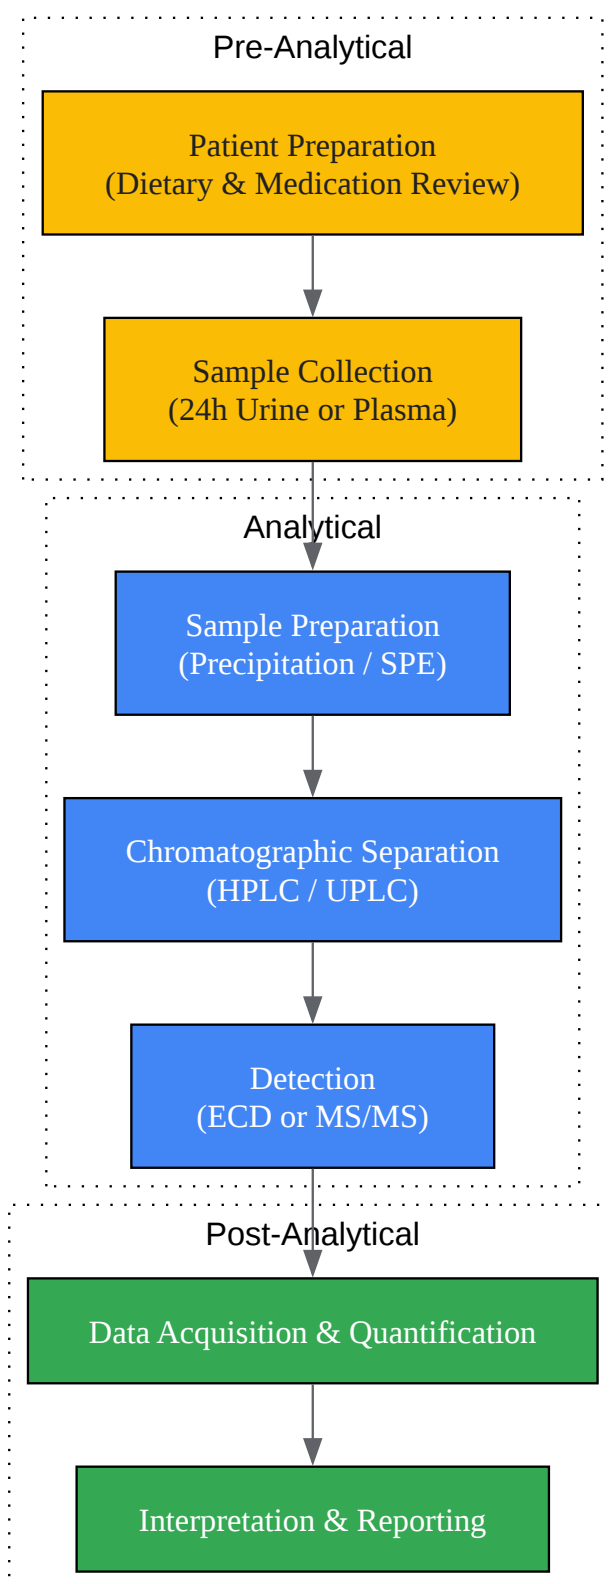 Pre-Analytical
Patient Preparation
(Dietary & Medication Review)
Sample Collection
(24h Urine or Plasma)
Analytical
Sample Preparation
(Precipitation / SPE)
Chromatographic Separation
(HPLC / UPLC)
Detection
(ECD or MS/MS)
Post-Analytical
Data Acquisition & Quantification
Interpretation & Reporting